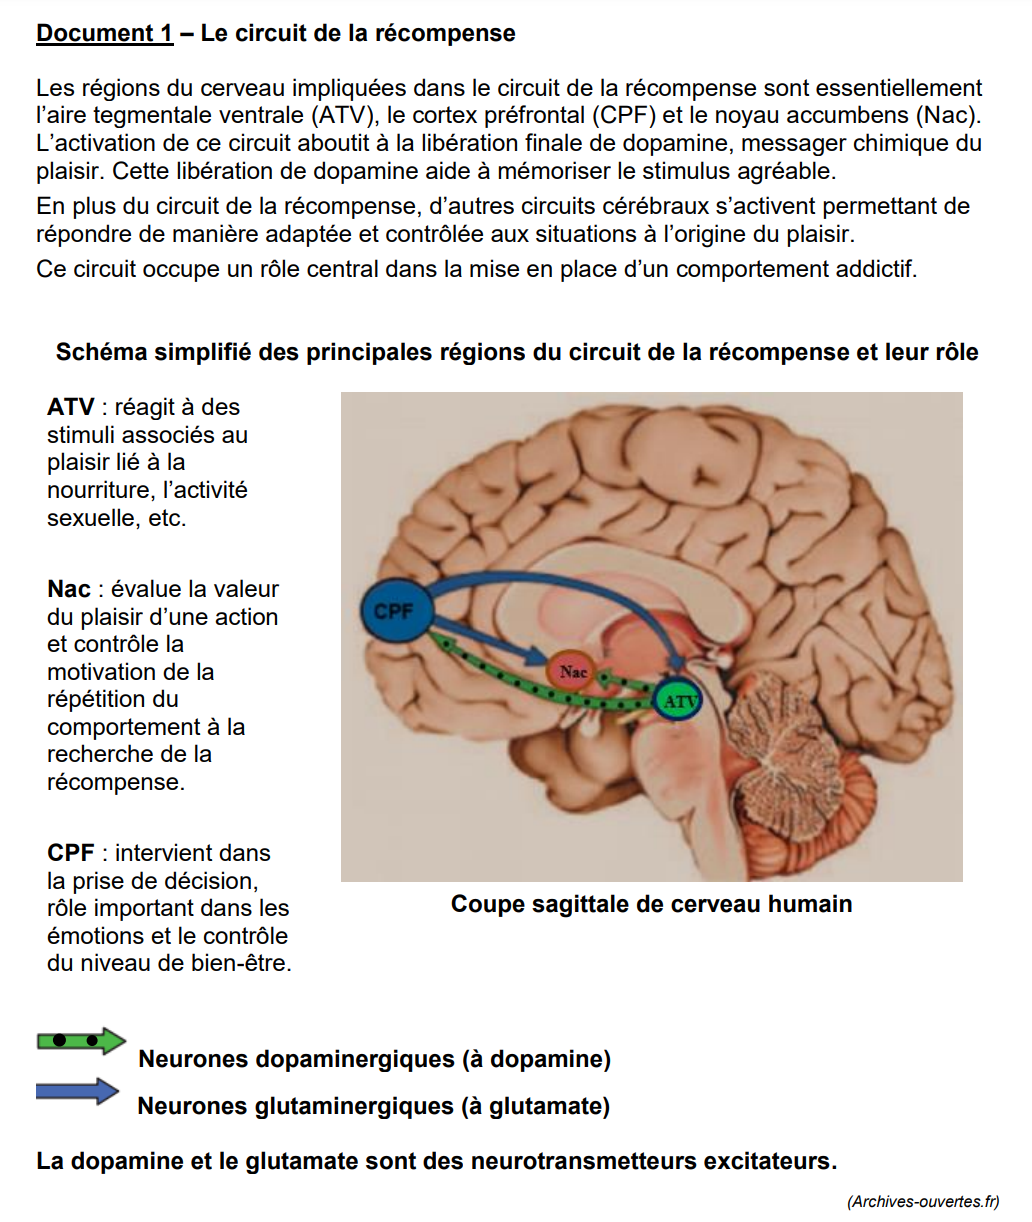 Document 1 – Le circuit de la récompense
Les régions du cerveau impliquées dans le circuit de la récompense sont essentiellement
l’aire tegmentale ventrale (ATV), le cortex préfrontal (CPF) et le noyau accumbens (Nac).
L’activation de ce circuit aboutit à la libération finale de dopamine, messager chimique du
plaisir. Cette libération de dopamine aide à mémoriser le stimulus agréable.
En plus du circuit de la récompense, d’autres circuits cérébraux s’activent permettant de
répondre de manière adaptée et contrôlée aux situations à l’origine du plaisir.
Ce circuit occupe un rôle central dans la mise en place d’un comportement addictif.
Schéma simplifié des principales régions du circuit de la récompense et leur rôle
ATV : réagit à des
stimuli associés au
plaisir lié à la
nourriture, l’activité
sexuelle, etc.
Nac : évalue la valeur
du plaisir d’une action
et contrôle la
motivation de la
répétition du
comportement à la
recherche de la
récompense.
CPF : intervient dans
la prise de décision,
rôle important dans les
émotions et le contrôle
du niveau de bien-être.
CPF
Nac
ATV
Coupe sagittale de cerveau humain
Neurones dopaminergiques (à dopamine)
Neurones glutaminergiques (à glutamate)
La dopamine et le glutamate sont des neurotransmetteurs excitateurs.
(Archives-ouvertes.fr)